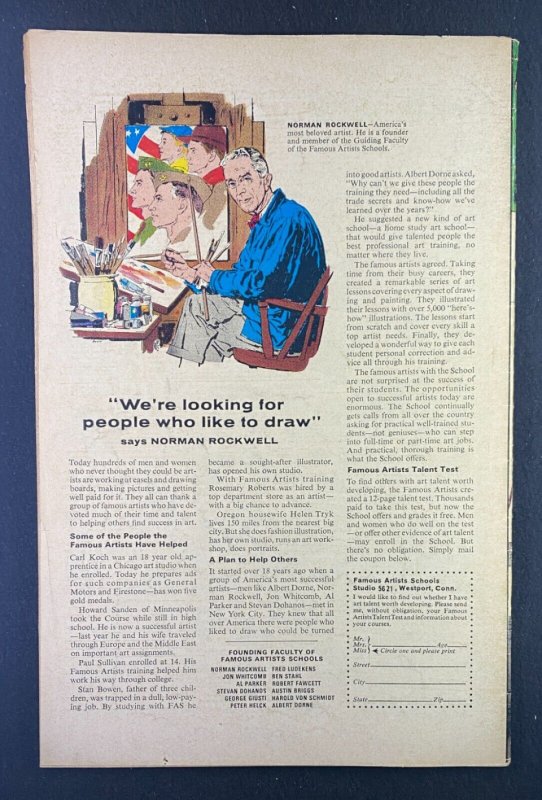 NORMAN ROCKWELL—America's
most beloved artist. He is a founder
and member of the Guiding Faculty
of the Famous Artists Schools.
"We're looking for
people who like to draw"
says NORMAN ROCKWELL
Today hundreds of men and women
who never thought they could be art-
ists are working at easels and drawing
boards, making pictures and getting
well paid for it. They all can thank a
group of famous artists who have de-
voted much of their time and talent
to helping others find success in art.
Some of the People the
Famous Artists Have Helped
Carl Koch was an 18 year old ap-
prentice in a Chicago art studio when
he enrolled. Today he prepares ads
for such companies as General
Motors and Firestone—has won five
gold medals.
Howard Sanden of Minneapolis
took the Course while still in high
school. He is now a successful artist
—last year he and his wife traveled
through Europe and the Middle East
on important art assignments.
Paul Sullivan enrolled at 14. His
Famous Artists training helped him
work his way through college.
Stan Bowen, father of three chil-
dren, was trapped in a dull, low-pay-
ing job. By studying with FAS he
became a sought-after illustrator,
has opened his own studio.
With Famous Artists training
Rosemary Roberts was hired by a
top department store as an artist—
with a big chance to advance.
Oregon housewife Helen Tryk
lives 150 miles from the nearest big
city. But she does fashion illustration,
has her own studio, runs an art work-
shop, does portraits.
A Plan to Help Others
It started over 18 years ago when a
group of America's most successful
artists—men like Albert Dorne, Nor-
man Rockwell, Jon Whitcomb, Al
Parker and Stevan Dohanos—met in
New York City. They knew that all
over America there were people who
liked to draw who could be turned
FOUNDING FACULTY OF
FAMOUS ARTISTS SCHOOLS
NORMAN ROCKWELL FRED LUDEKENS
JON WHITCOMB BEN STAHL
AL PARKER ROBERT FAWCETT
STEVAN DOHANOS AUSTIN BRIGGS
GEORGE GIUSTI HAROLD VON SCHMIDT
PETER HELCK ALBERT DORNE
into good artists. Albert Dorne asked,
"Why can't we give these people the
training they need—including all the
trade secrets and know-how we've
learned over the years?"
He suggested a new kind of art
school—a home study art school—
that would give talented people the
best professional art training, no
matter where they live.
The famous artists agreed. Taking
time from their busy careers, they
created a remarkable series of art
lessons covering every aspect of draw-
ing and painting. They illustrated
their lessons with over 5,000 "here's-
how" illustrations. The lessons start
from scratch and cover every skill a
top artist needs. Finally, they de-
veloped a wonderful way to give each
student personal correction and ad-
vice all through his training.
The famous artists with the School
are not surprised at the success of
their students. The opportunities
open to successful artists today are
enormous. The School continually
gets calls from all over the country
asking for practical well-trained stu-
dents—not geniuses—who can step
into full-time or part-time art jobs.
And practical, thorough training is
what the School offers.
Famous Artists Talent Test
To find others with art talent worth
developing, the Famous Artists cre-
ated a 12-page talent test. Thousands
paid to take this test, but now the
School offers and grades it free. Men
and women who do well on the test
—or offer other evidence of art talent
—may enroll in the School. But
there's no obligation. Simply mail
the coupon below.
Famous Artists Schools
Studio 5621, Westport, Conn.
I would like to find out whether I have
art talent worth developing. Please send
me, without obligation, your Famous
Artists Talent Test and information about
your courses.
Mr.
Mrs. Age
Miss Circle one and please print
Street
City
State Zip